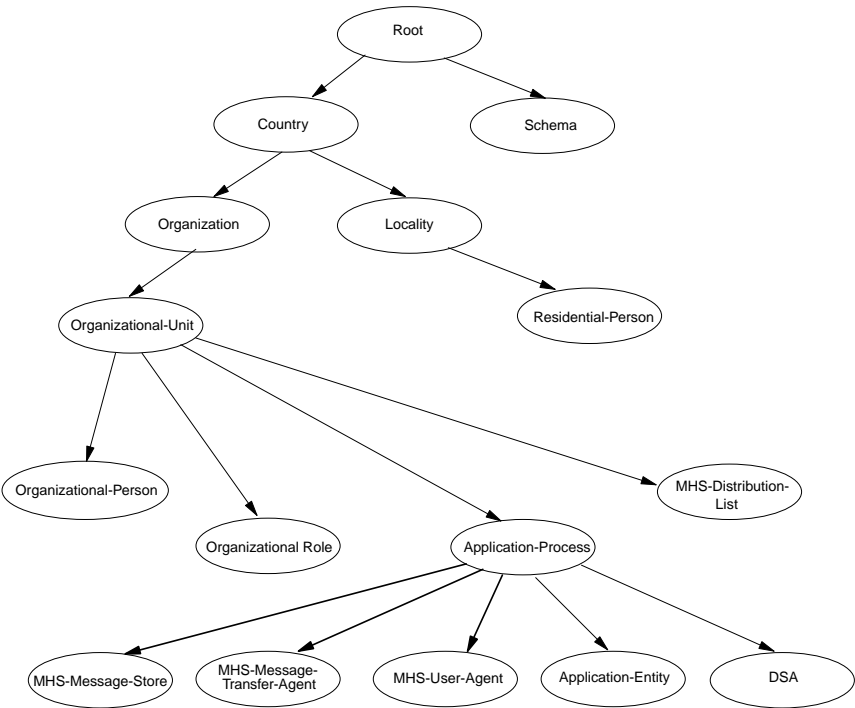 Root
Country
Schema
Organization
Locality
Organizational-Unit
Residential-Person
Organizational-Person
MHS-Distribution-
List
Organizational Role
Application-Process
MHS-Message-Store
MHS-Message-
Transfer-Agent
MHS-User-Agent
Application-Entity
DSA